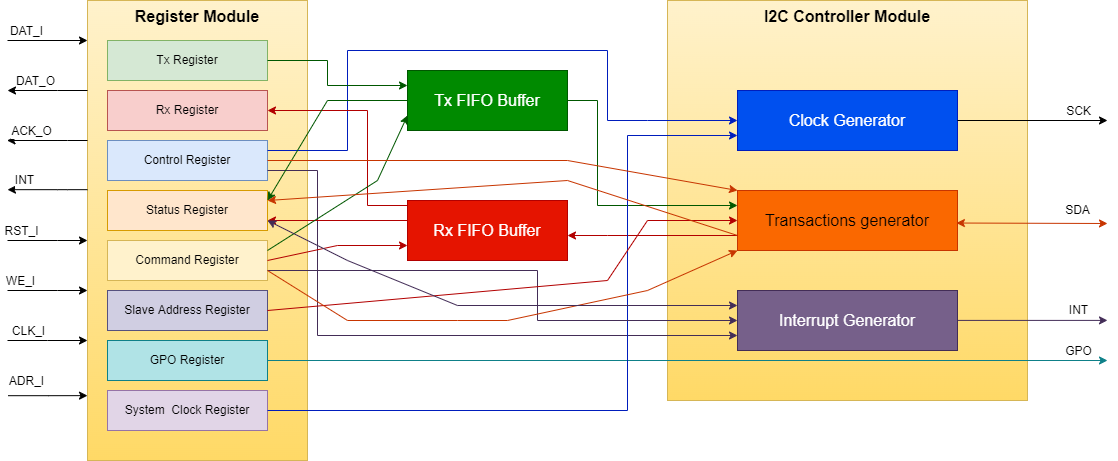 Register Module
I2C Controller Module
DAT_I
DAT_O
ACK_O
INT
RST_I
WE_I
CLK_I
ADR_I
Tx Register
Rx Register
Control Register
Status Register
Command Register
Slave Address Register
GPO Register
System Clock Register
Tx FIFO Buffer
Rx FIFO Buffer
Clock Generator
Transactions generator
Interrupt Generator
SCK
SDA
INT
GPO